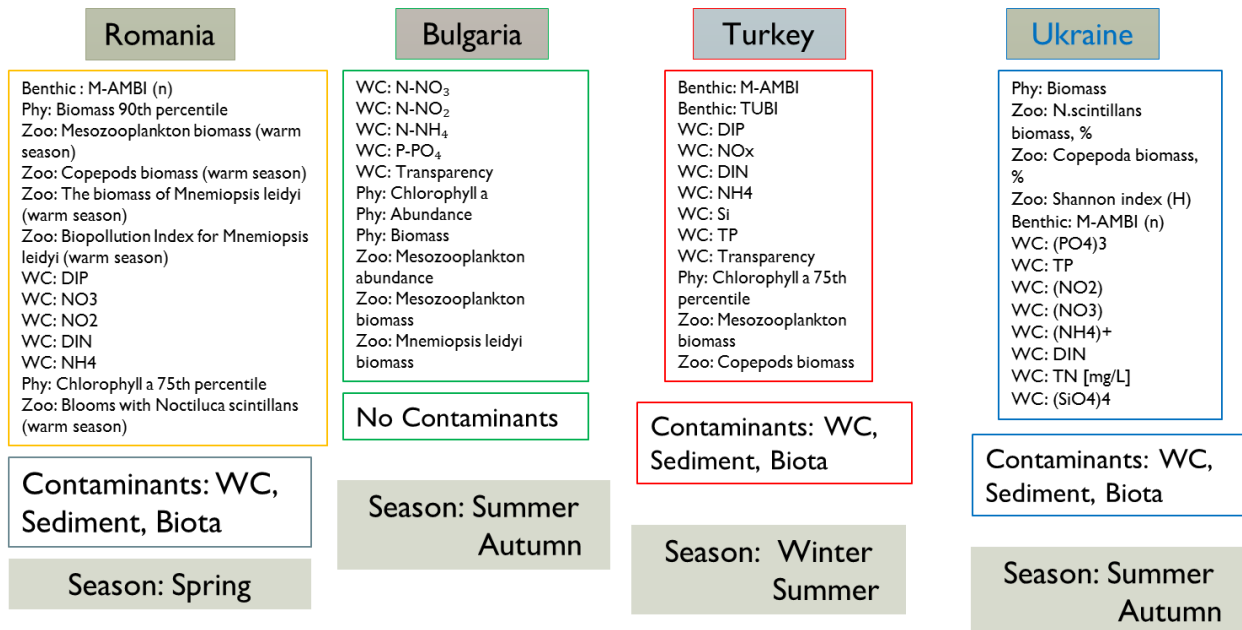 Romania
Benthic : M-AMBI (n)
Phy: Biomass 90th percentile
Zoo: Mesozooplankton biomass (warm
season)
Zoo: Copepods biomass (warm season)
Zoo: The biomass of Mnemiopsis leidyi
(warm season)
Zoo: Biopollution Index for Mnemiopsis
leidyi (warm season)
WC: DIP
WC: NO3
WC: NO2
WC: DIN
WC: NH4
Phy: Chlorophyll a 75th percentile
Zoo: Blooms with Noctiluca scintillans
(warm season)
Contaminants: WC,
Sediment, Biota
Season: Spring
Bulgaria
WC: N-NO₃
WC: N-NO₂
WC: N-NH₄
WC: P-PO₄
WC: Transparency
Phy: Chlorophyll a
Phy: Abundance
Phy: Biomass
Zoo: Mesozooplankton
abundance
Zoo: Mesozooplankton
biomass
Zoo: Mnemiopsis leidyi
biomass
No Contaminants
Season: Summer
Autumn
Turkey
Benthic: M-AMBI
Benthic: TUBI
WC: DIP
WC: NOx
WC: DIN
WC: NH4
WC: Si
WC: TP
WC: Transparency
Phy: Chlorophyll a 75th
percentile
Zoo: Mesozooplankton
biomass
Zoo: Copepods biomass
Contaminants: WC,
Sediment, Biota
Season: Winter
Summer
Ukraine
Phy: Biomass
Zoo: N.scintillans
biomass, %
Zoo: Copepoda biomass,
%
Zoo: Shannon index (H)
Benthic: M-AMBI (n)
WC: (PO4)3
WC: TP
WC: (NO2)
WC: (NO3)
WC: (NH4)+
WC: DIN
WC: TN [mg/L]
WC: (SiO4)4
Contaminants: WC,
Sediment, Biota
Season: Summer
Autumn